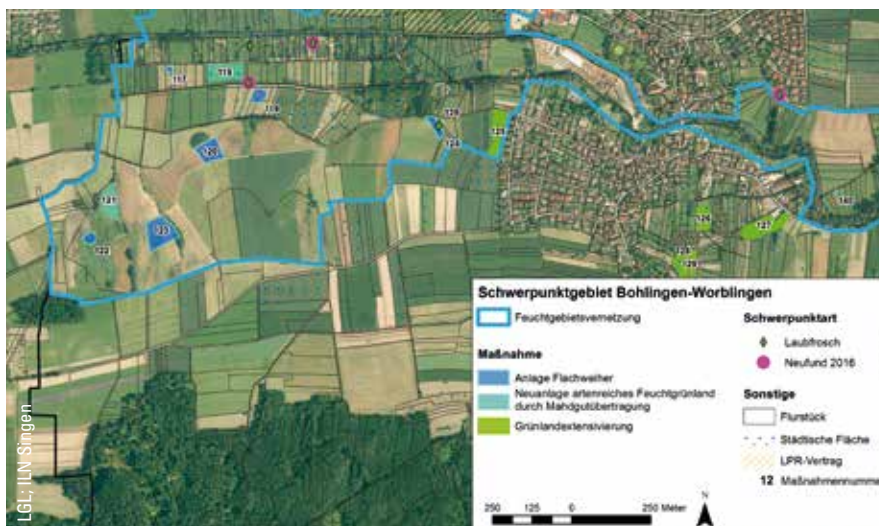 117
118
119
120
121
122
123
124
125
126
127
129
140
Schwerpunktgebiet Bohlingen-Worblingen
Feuchtgebietsvernetzung
Maßnahme
Anlage Flachweiher
Neuanlage artenreiches Feuchtgrünland
durch Mahdgutübertragung
Grünlandextensivierung
Schwerpunktart
Laubfrosch
Neufund 2016
Sonstige
Flurstück
Städtische Fläche
LPR-Vertrag
12 Maßnahmennumme
250 125 0 250 Meter
N
LGL; ILN Singen